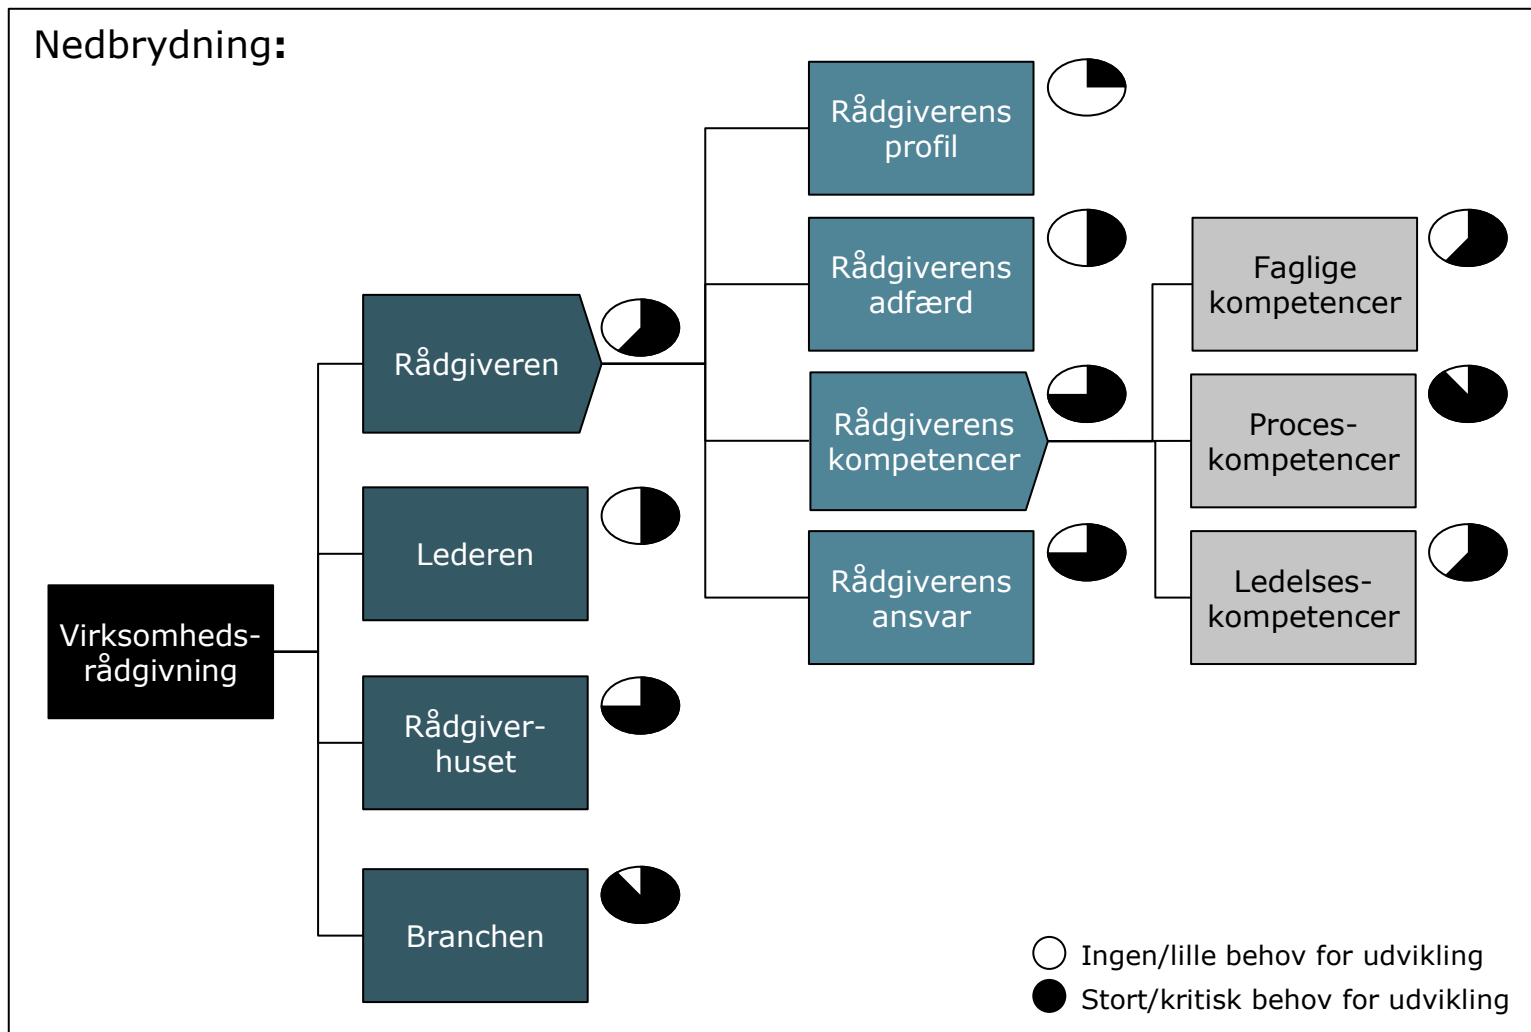 Nedbrydning:
Virksomheds-
rådgivning
Rådgiveren
Lederen
Rådgiver-
huset
Branchen
Rådgiverens
profil
Rådgiverens
adfærd
Rådgiverens
kompetencer
Rådgiverens
ansvar
Faglige
kompetencer
Proces-
kompetencer
Ledelses-
kompetencer
Ingen/lille behov for udvikling
Stort/kritisk behov for udvikling